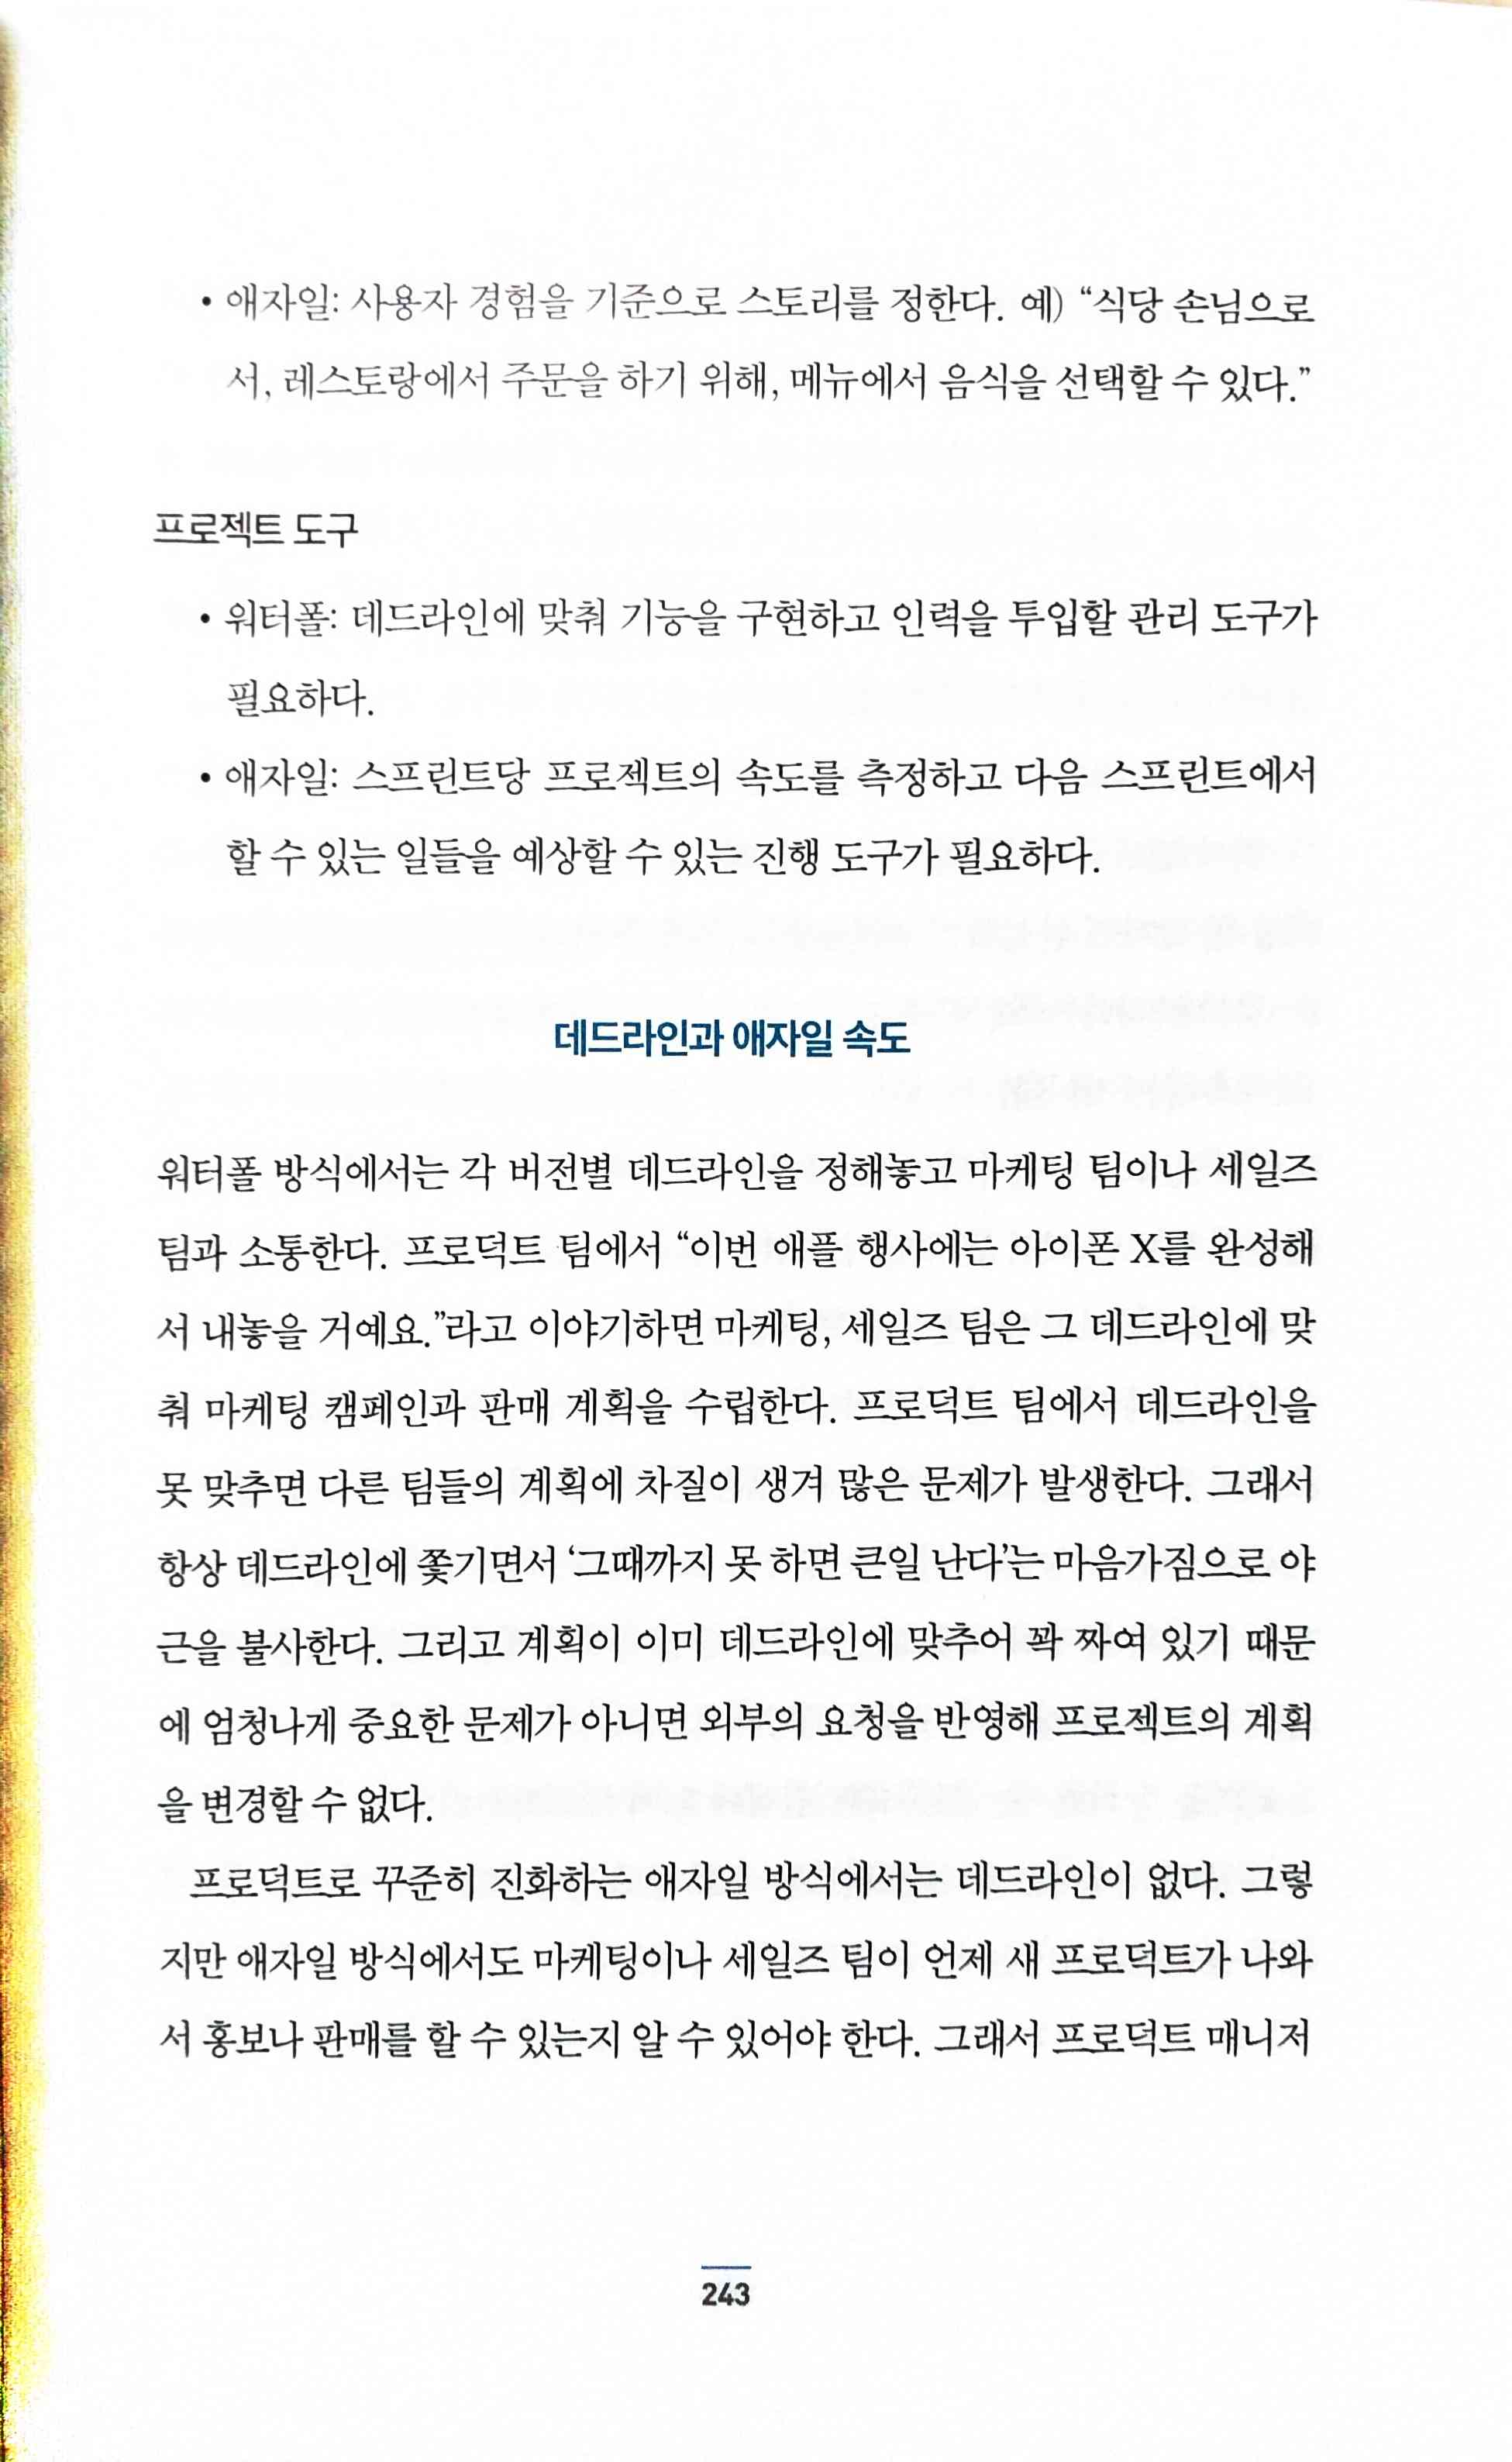 • 애자일: 사용자 경험을 기준으로 스토리를 정한다. 예) “식당 손님으로
서, 레스토랑에서 주문을 하기 위해, 메뉴에서 음식을 선택할 수 있다.”
프로젝트 도구
• 워터폴: 데드라인에 맞춰 기능을 구현하고 인력을 투입할 관리 도구가
필요하다.
• 애자일: 스프린트당 프로젝트의 속도를 측정하고 다음 스프린트에서
할 수 있는 일들을 예상할 수 있는 진행 도구가 필요하다.
데드라인과 애자일 속도
워터폴 방식에서는 각 버전별 데드라인을 정해놓고 마케팅 팀이나 세일즈
팀과 소통한다. 프로덕트 팀에서 “이번 애플 행사에는 아이폰 X를 완성해
서 내놓을 거예요.”라고 이야기하면 마케팅, 세일즈 팀은 그 데드라인에 맞
춰 마케팅 캠페인과 판매 계획을 수립한다. 프로덕트 팀에서 데드라인을
못 맞추면 다른 팀들의 계획에 차질이 생겨 많은 문제가 발생한다. 그래서
항상 데드라인에 쫓기면서 ‘그때까지 못 하면 큰일 난다’는 마음가짐으로 야
근을 불사한다. 그리고 계획이 이미 데드라인에 맞추어 꽉 짜여 있기 때문
에 엄청나게 중요한 문제가 아니면 외부의 요청을 반영해 프로젝트의 계획
을 변경할 수 없다.
프로덕트로 꾸준히 진화하는 애자일 방식에서는 데드라인이 없다. 그렇
지만 애자일 방식에서도 마케팅이나 세일즈 팀이 언제 새 프로덕트가 나와
서 홍보나 판매를 할 수 있는지 알 수 있어야 한다. 그래서 프로덕트 매니저
243